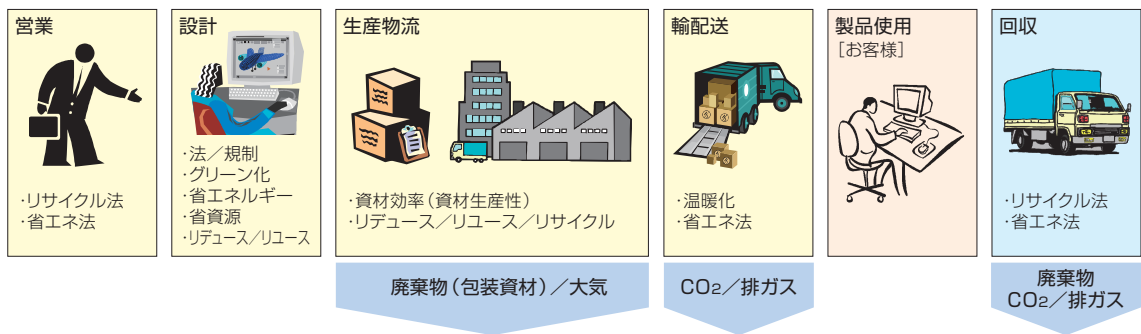 営業
・リサイクル法
・省エネ法
設計
・法／規制
・グリーン化
・省エネルギー
・省資源
・リデュース／リユース
生産物流
・資材効率（資材生産性）
・リデュース／リユース／リサイクル
輸配送
・温暖化
・省エネ法
製品使用
［お客様］
回収
・リサイクル法
・省エネ法
廃棄物（包装資材）／大気
CO2／排ガス
廃棄物
CO2／排ガス